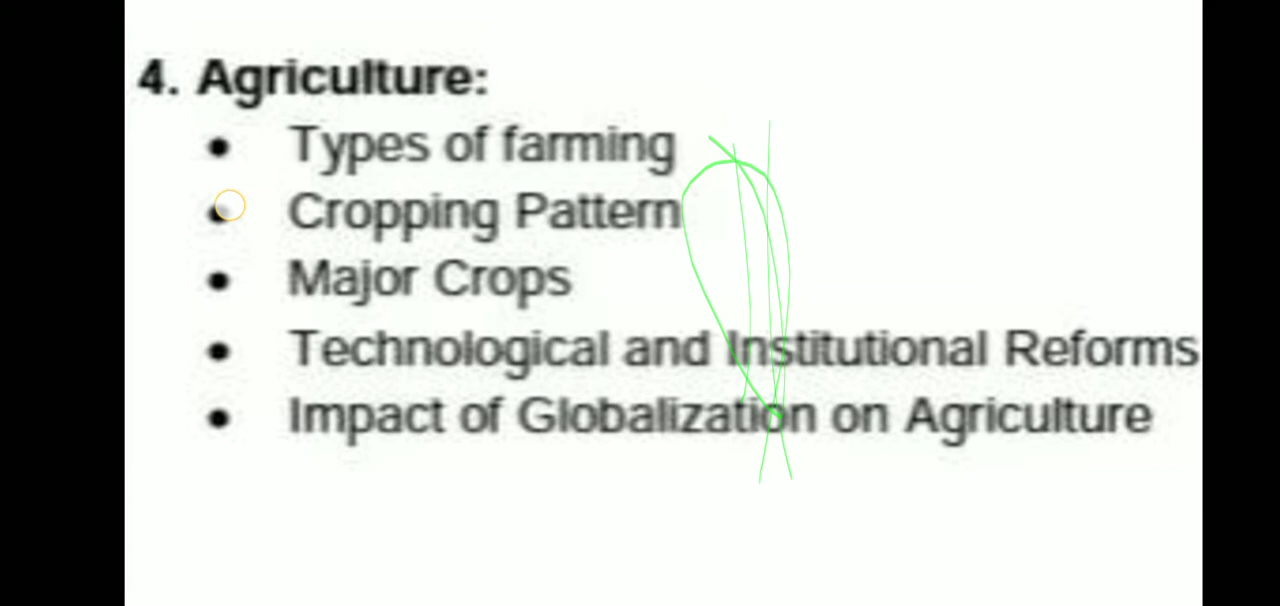 4. Agriculture:
• Types of farming
• Cropping Pattern
• Major Crops
• Technological and Institutional Reforms
• Impact of Globalization on Agriculture